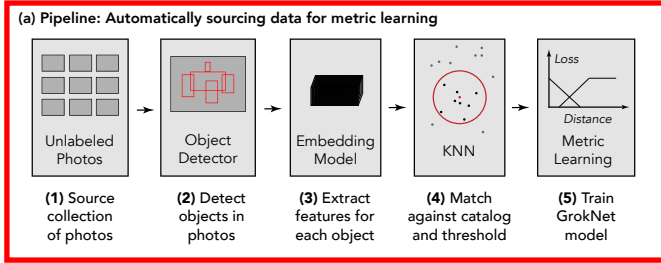 (a) Pipeline: Automatically sourcing data for metric learning
Unlabeled
Photos
Object
Detector
Embedding
Model
KNN
Loss
Distance
Metric
Learning
(1) Source
collection
of photos
(2) Detect
objects in
photos
(3) Extract
features for
each object
(4) Match
against catalog
and threshold
(5) Train
GrokNet
model